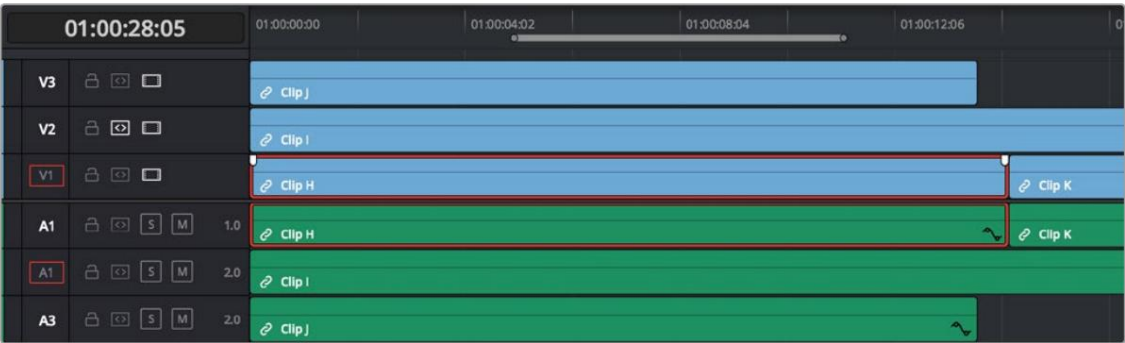 01:00:28:05
01:00:00:00 01:00:04:02 01:00:08:04 01:00:12:06 0
V3 Clip J
V2 Clip I
V1 Clip H Clip K
A1 S M 1.0 Clip H Clip K
A1 S M 2.0 Clip I
A3 S M 2.0 Clip J